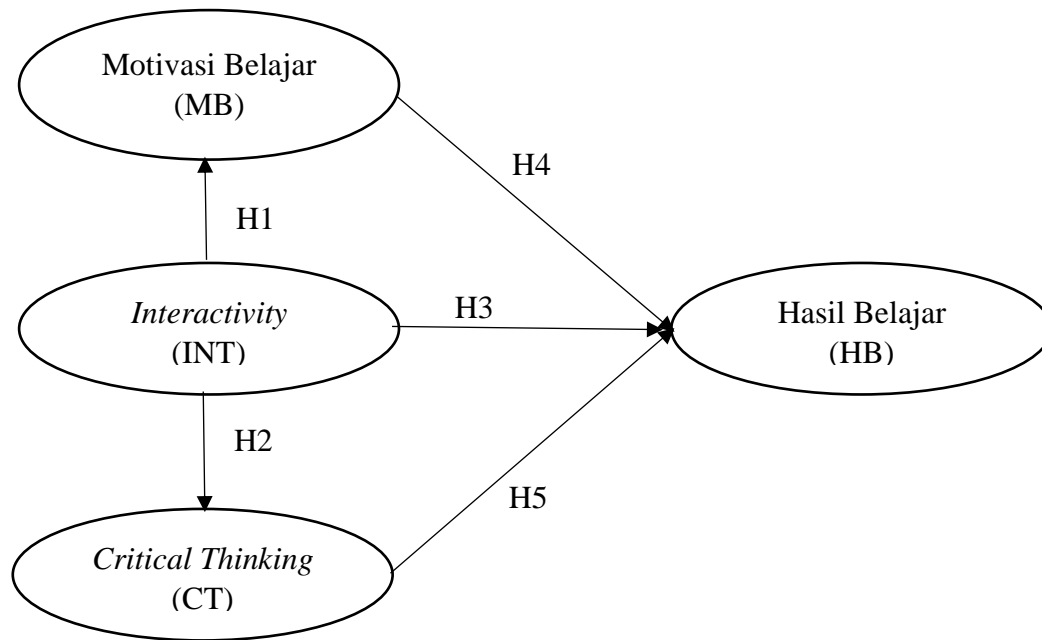 Motivasi Belajar
(MB)
H4
H1
Interactivity
(INT)
H3
Hasil Belajar
(HB)
H2
H5
Critical Thinking
(CT)